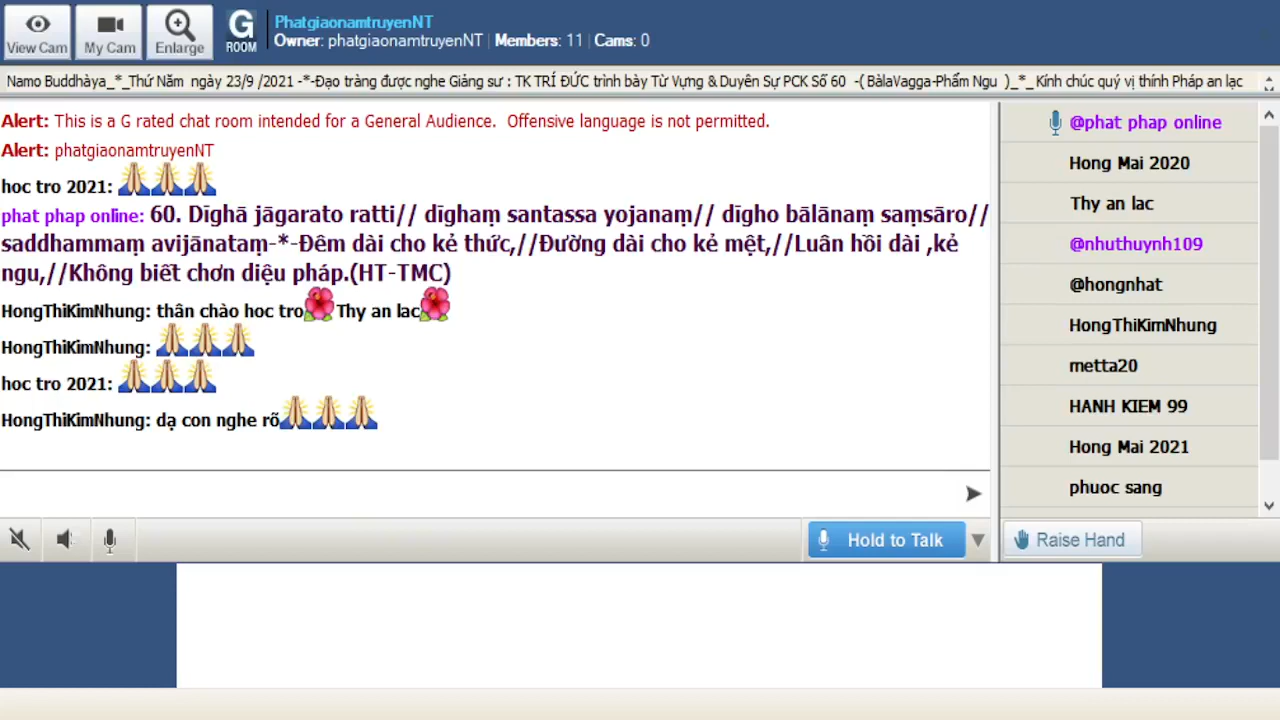 View Cam
My Cam
Enlarge
G
ROOM
PhatgiaonamtruyenNT
Owner: phatgiaonamtruyenNT | Members: 11 | Cams: 0
Namo Buddhàya_*_Thứ Năm ngày 23/9 /2021 -*-Đạo tràng được nghe Giảng sư : TK TRÍ ĐỨC trình bày Từ Vựng & Duyên Sự PCK Số 60 -( BàlaVagga-Phẩm Ngu )_*_ Kính chúc quý vị thính Pháp an lạc
Alert: This is a G rated chat room intended for a General Audience. Offensive language is not permitted.
Alert: phatgiaonamtruyenNT
hoc tro 2021:
phat phap online: 60. Dīghā jāgarato ratti// dīghaṃ santassa yojanaṃ// dīgho bālānaṃ saṃsāro//
saddhammaṃ avijānataṃ-*-Đêm dài cho kẻ thức,//Đường dài cho kẻ mệt,//Luân hồi dài ,kẻ
ngu,//Không biết chơn diệu pháp.(HT-TMC)
HongThiKimNhung: thân chào hoc tro Thy an lac
HongThiKimNhung:
hoc tro 2021:
HongThiKimNhung: dạ con nghe rõ
@phat phap online
Hong Mai 2020
Thy an lac
@nhuthuynh109
@hongnhat
HongThiKimNhung
metta20
HANH KIEM 99
Hong Mai 2021
phuoc sang
Hold to Talk
Raise Hand